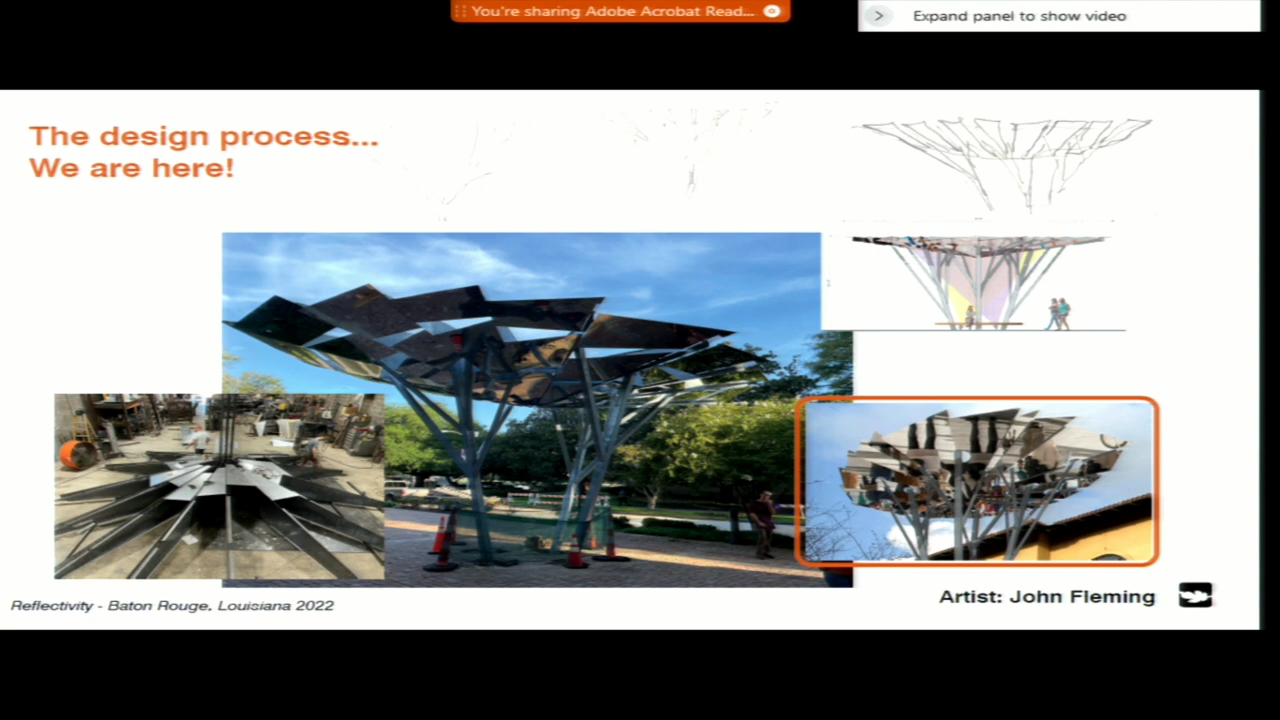 You're sharing Adobe Acrobat Read...
Expand panel to show video
The design process...
We are here!
Reflectivity - Baton Rouge, Louisiana 2022
Artist: John Fleming